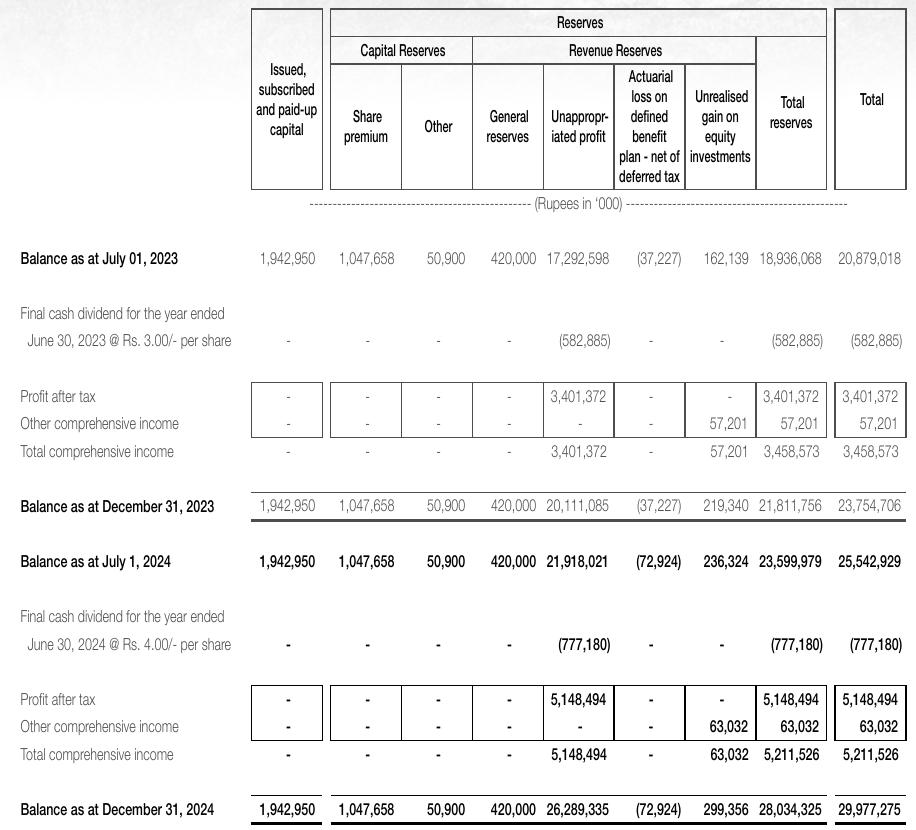 Reserves
Capital Reserves Revenue Reserves
Issued, subscribed and paid-up capital Share premium Other General reserves Unappropr-iated profit Actuarial loss on defined benefit plan - net of deferred tax Unrealised gain on equity investments Total reserves Total
------------------------------------------------ (Rupees in ‘000) ------------------------------------------------
Balance as at July 01, 2023 1,942,950 1,047,658 50,900 420,000 17,292,598 (37,227) 162,139 18,936,068 20,879,018
Final cash dividend for the year ended
June 30, 2023 @ Rs. 3.00/- per share - - - - (582,885) - - (582,885) (582,885)
Profit after tax - - - - 3,401,372 - - 3,401,372 3,401,372
Other comprehensive income - - - - - - 57,201 57,201 57,201
Total comprehensive income - - - - 3,401,372 - 57,201 3,458,573 3,458,573
Balance as at December 31, 2023 1,942,950 1,047,658 50,900 420,000 20,111,085 (37,227) 219,340 21,811,756 23,754,706
Balance as at July 1, 2024 1,942,950 1,047,658 50,900 420,000 21,918,021 (72,924) 236,324 23,599,979 25,542,929
Final cash dividend for the year ended
June 30, 2024 @ Rs. 4.00/- per share - - - - (777,180) - - (777,180) (777,180)
Profit after tax - - - - 5,148,494 - - 5,148,494 5,148,494
Other comprehensive income - - - - - - 63,032 63,032 63,032
Total comprehensive income - - - - 5,148,494 - 63,032 5,211,526 5,211,526
Balance as at December 31, 2024 1,942,950 1,047,658 50,900 420,000 26,289,335 (72,924) 299,356 28,034,325 29,977,275